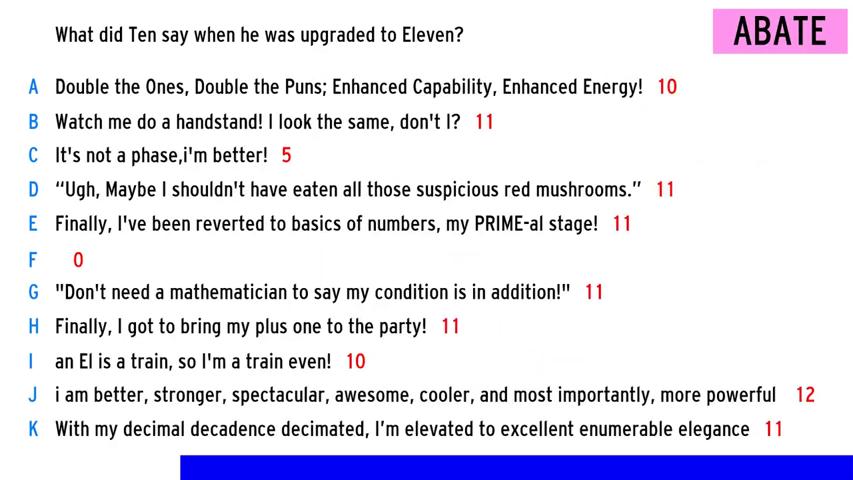 What did Ten say when he was upgraded to Eleven?
ABATE
A Double the Ones, Double the Puns; Enhanced Capability, Enhanced Energy! 10
B Watch me do a handstand! I look the same, don't I? 11
C It's not a phase,i'm better! 5
D “Ugh, Maybe I shouldn't have eaten all those suspicious red mushrooms.” 11
E Finally, I've been reverted to basics of numbers, my PRIME-al stage! 11
F 0
G "Don't need a mathematician to say my condition is in addition!" 11
H Finally, I got to bring my plus one to the party! 11
I an El is a train, so I'm a train even! 10
J i am better, stronger, spectacular, awesome, cooler, and most importantly, more powerful 12
K With my decimal decadence decimated, I’m elevated to excellent enumerable elegance 11